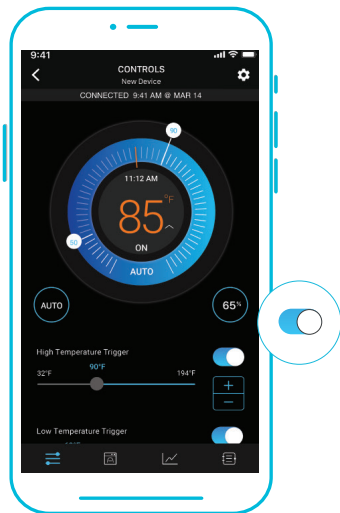 9:41
CONTROLS
New Device
CONNECTED 9:41 AM @ MAR 14
90
11:12 AM
85°F
ON
50
AUTO
AUTO
65%
High Temperature Trigger
90°F
32°F
194°F
+
−
Low Temperature Trigger